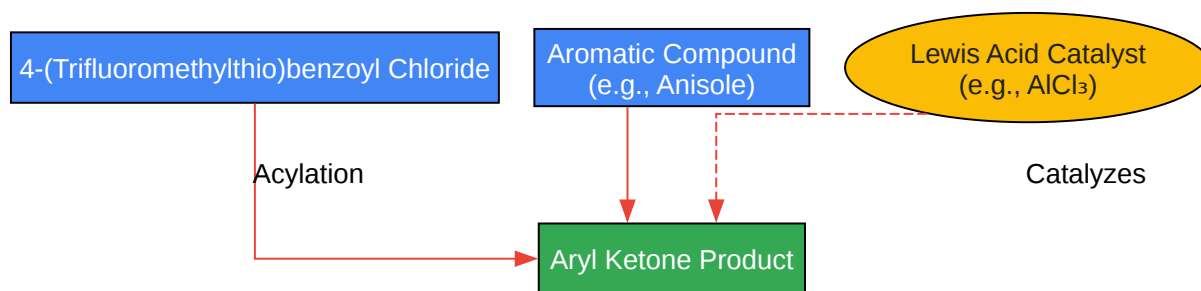 4-(Trifluoromethylthio)benzoyl Chloride
Aromatic Compound
(e.g., Anisole)
Lewis Acid Catalyst
(e.g., AlCl₃)
Acylation
Catalyzes
Aryl Ketone Product